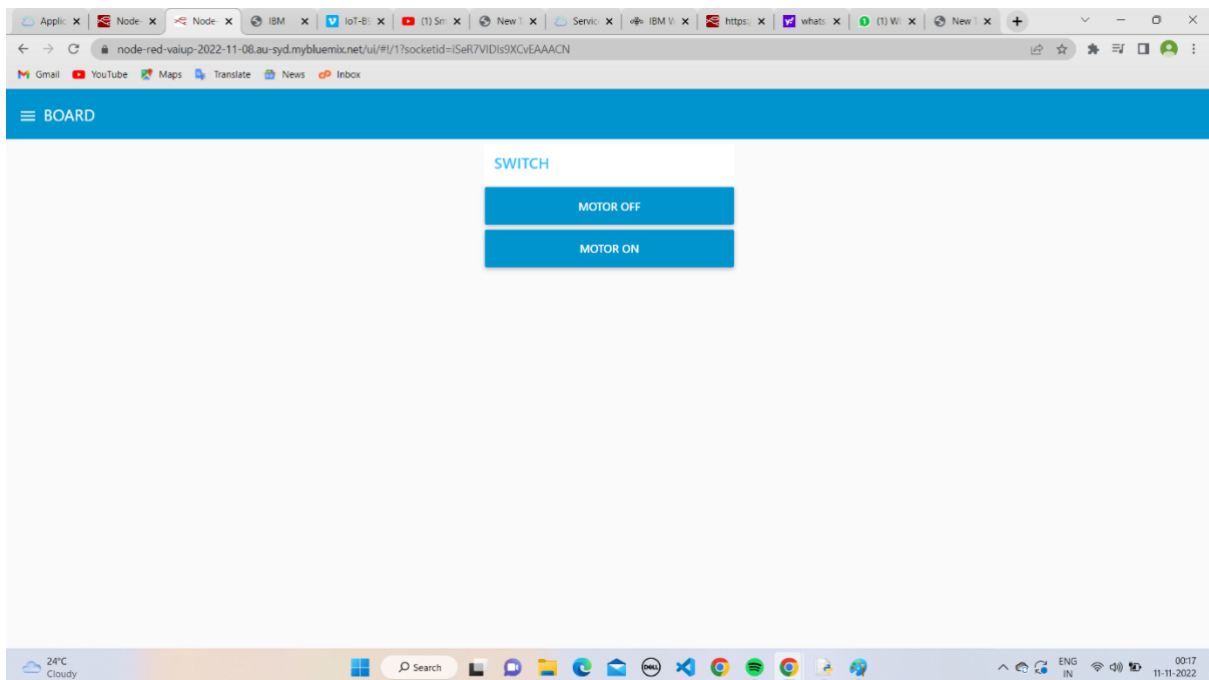 Applic Node- Node- IBM IoT-B (1) Sm New T Servic IBM W https: whats (1) W New
node-red-vaiup-2022-11-08.au-syd.mybluemix.net/ui/#!/1?socketid=iSeR7VIDIs9XCvEAAACN
Gmail YouTube Maps Translate News Inbox
BOARD
SWITCH
MOTOR OFF
MOTOR ON
24°C
Cloudy
Search
DELL
ENG
IN
00:17
11-11-2022